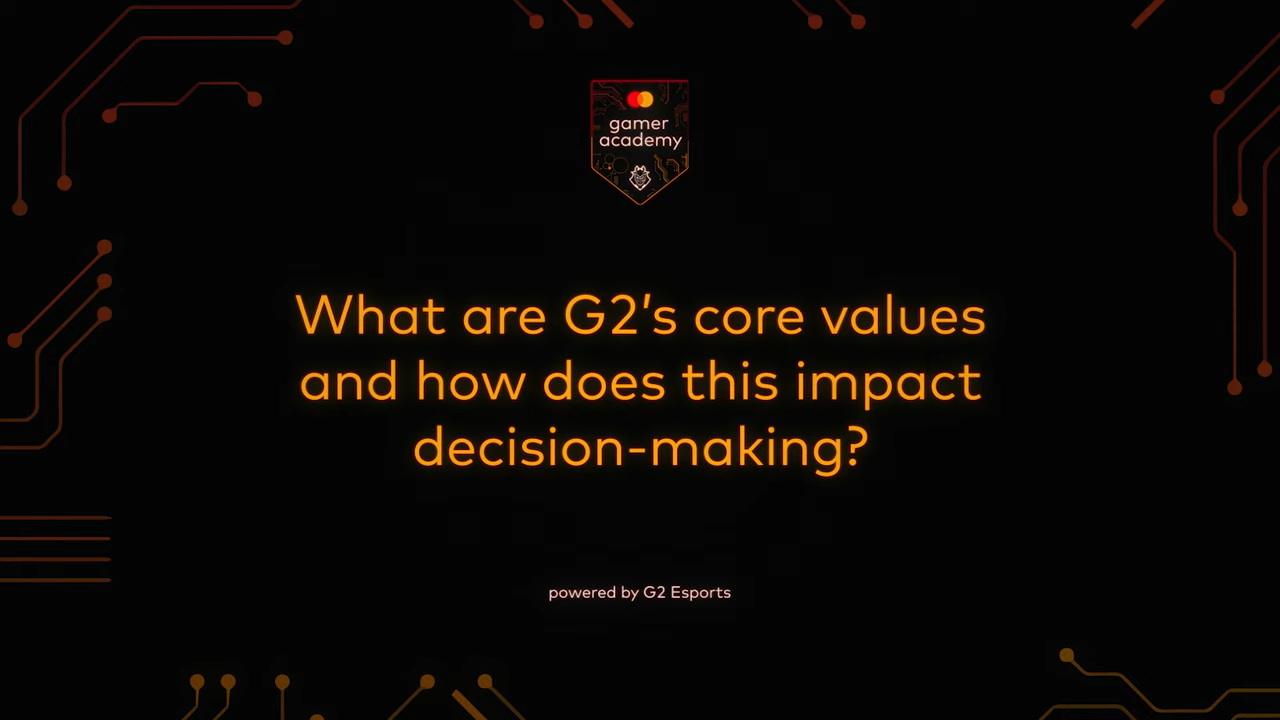 gamer
academy
What are G2’s core values
and how does this impact
decision-making?
powered by G2 Esports